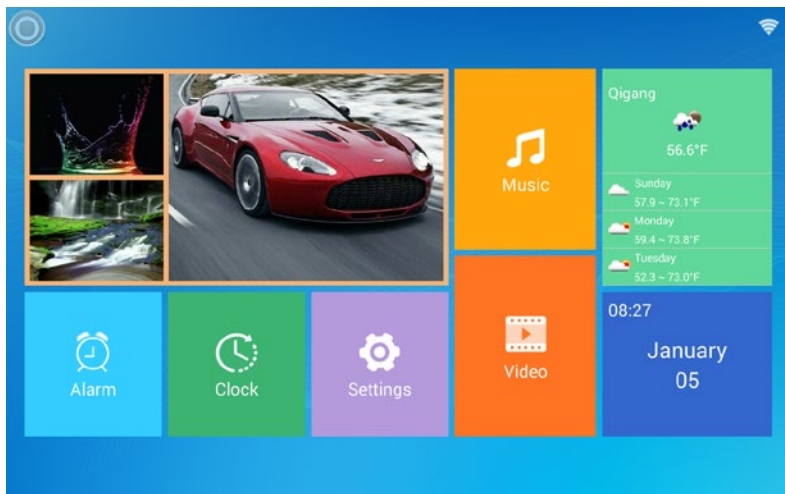 Music
Qigang
56.6°F
Sunday
57.9 ~ 73.1°F
Monday
59.4 ~ 73.8°F
Tuesday
52.3 ~ 73.0°F
Alarm
Clock
Settings
Video
08:27
January
05